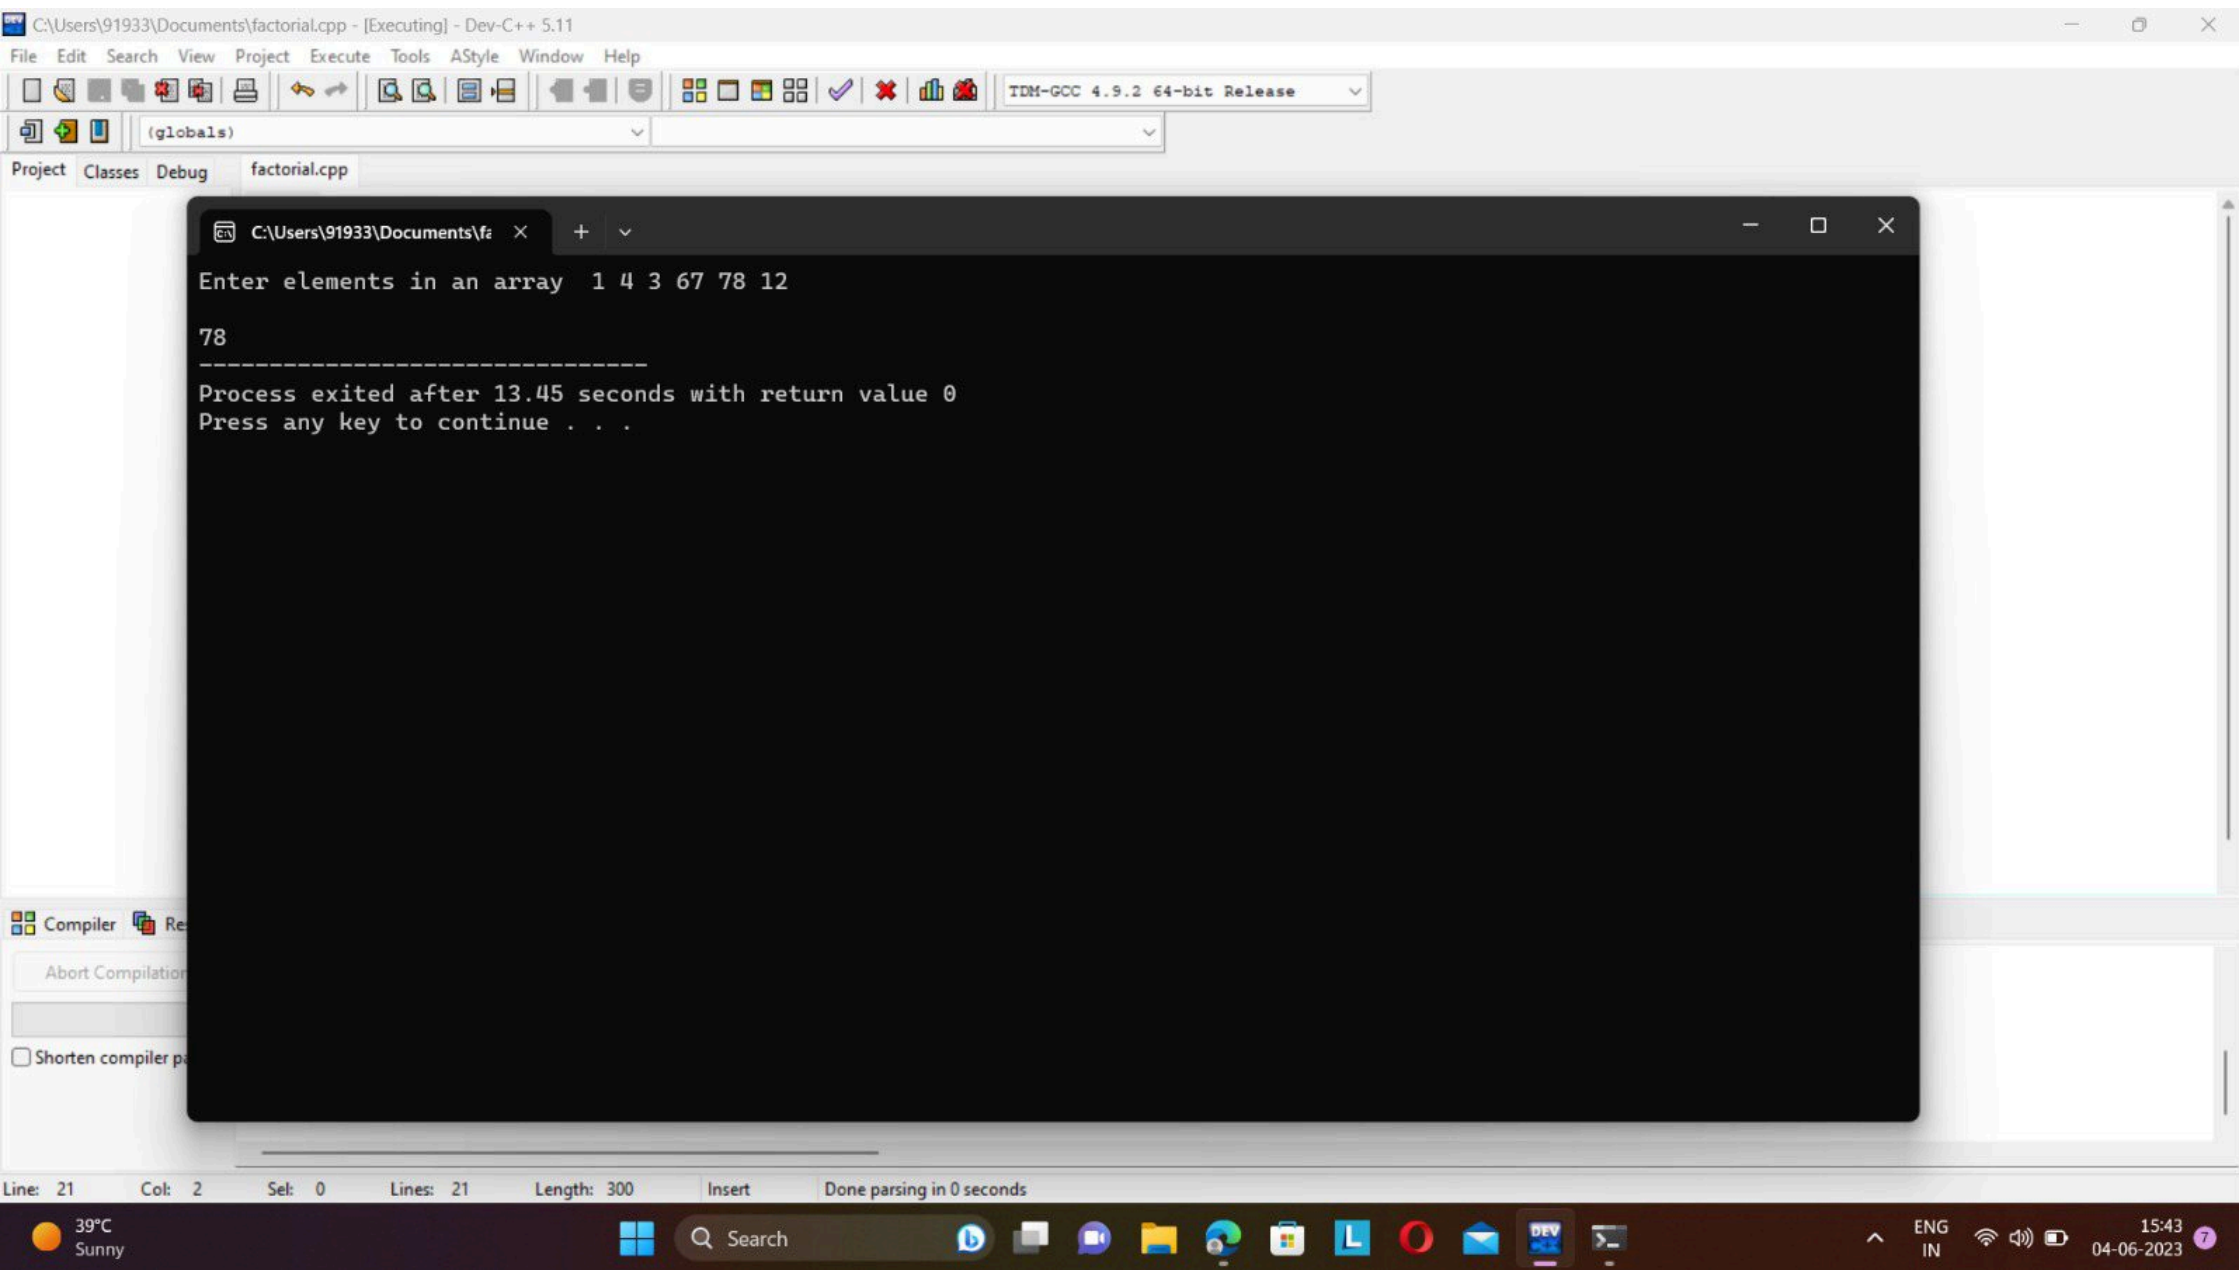 C:\Users\91933\Documents\factorial.cpp - [Executing] - Dev-C++ 5.11
File Edit Search View Project Execute Tools AStyle Window Help
TDM-GCC 4.9.2 64-bit Release
(globals)
Project Classes Debug factorial.cpp
C:\Users\91933\Documents\fa
Enter elements in an array  1 4 3 67 78 12
78
--------------------------------
Process exited after 13.45 seconds with return value 0
Press any key to continue . . .
Compiler Re
Abort Compilation
Shorten compiler pa
Line: 21 Col: 2 Sel: 0 Lines: 21 Length: 300 Insert Done parsing in 0 seconds
39°C
Sunny
Search
L
DEV
ENG
IN
15:43
04-06-2023
7